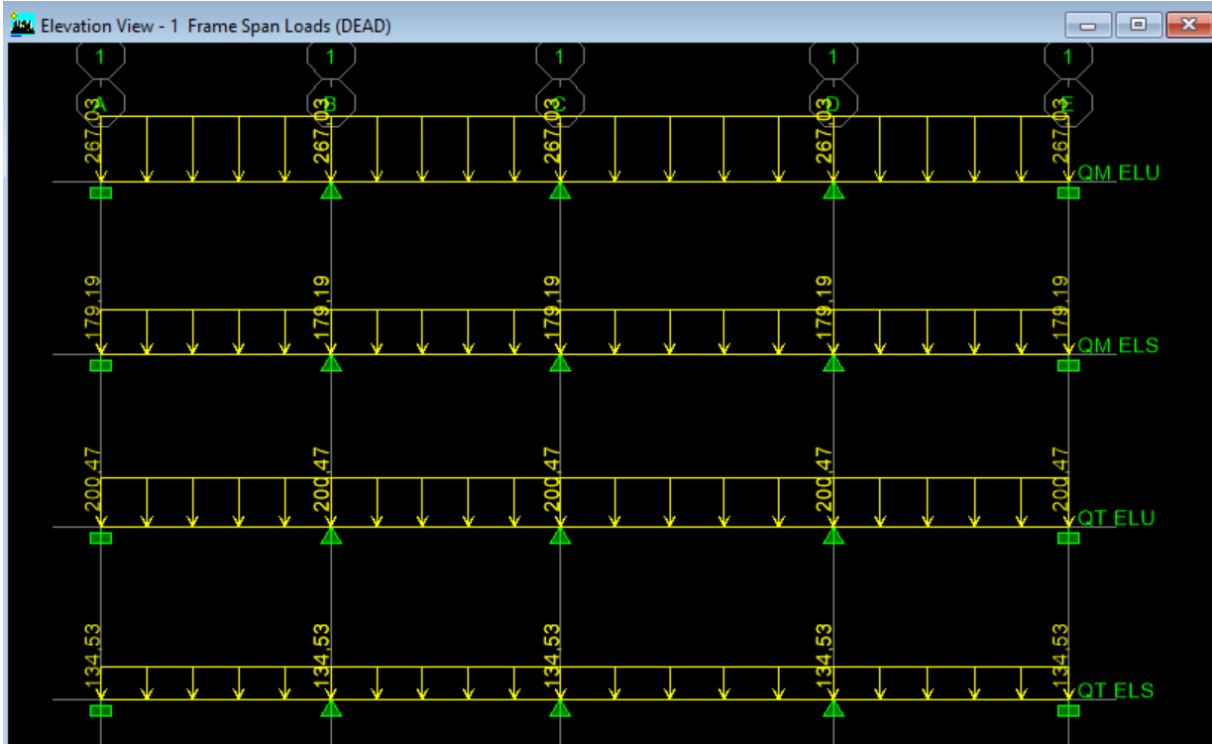 Elevation View - 1 Frame Span Loads (DEAD)
1 1 1 1 1
A B C D E
267,03 267,03 267,03 267,03 267,03
QM ELU
179,19 179,19 179,19 179,19 179,19
QM ELS
200,47 200,47 200,47 200,47 200,47
QT ELU
134,53 134,53 134,53 134,53 134,53
QT ELS